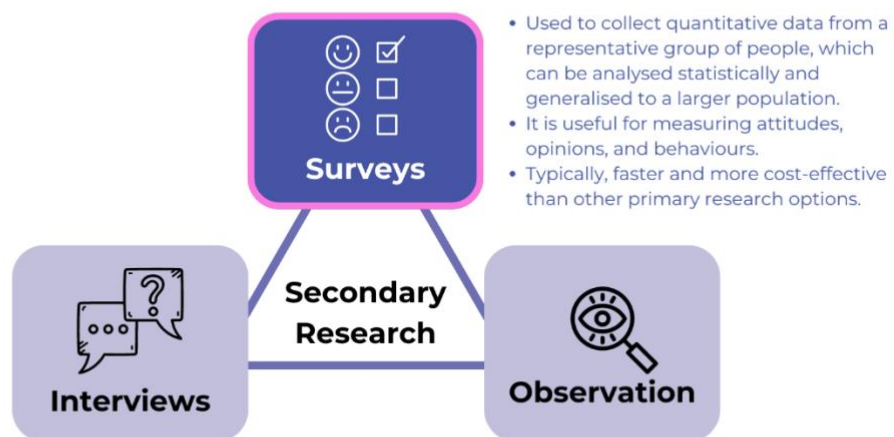 • Used to collect quantitative data from a
representative group of people, which
can be analysed statistically and
generalised to a larger population.
• It is useful for measuring attitudes,
opinions, and behaviours.
• Typically, faster and more cost-effective
than other primary research options.
Surveys
Secondary
Research
?
Interviews
Observation